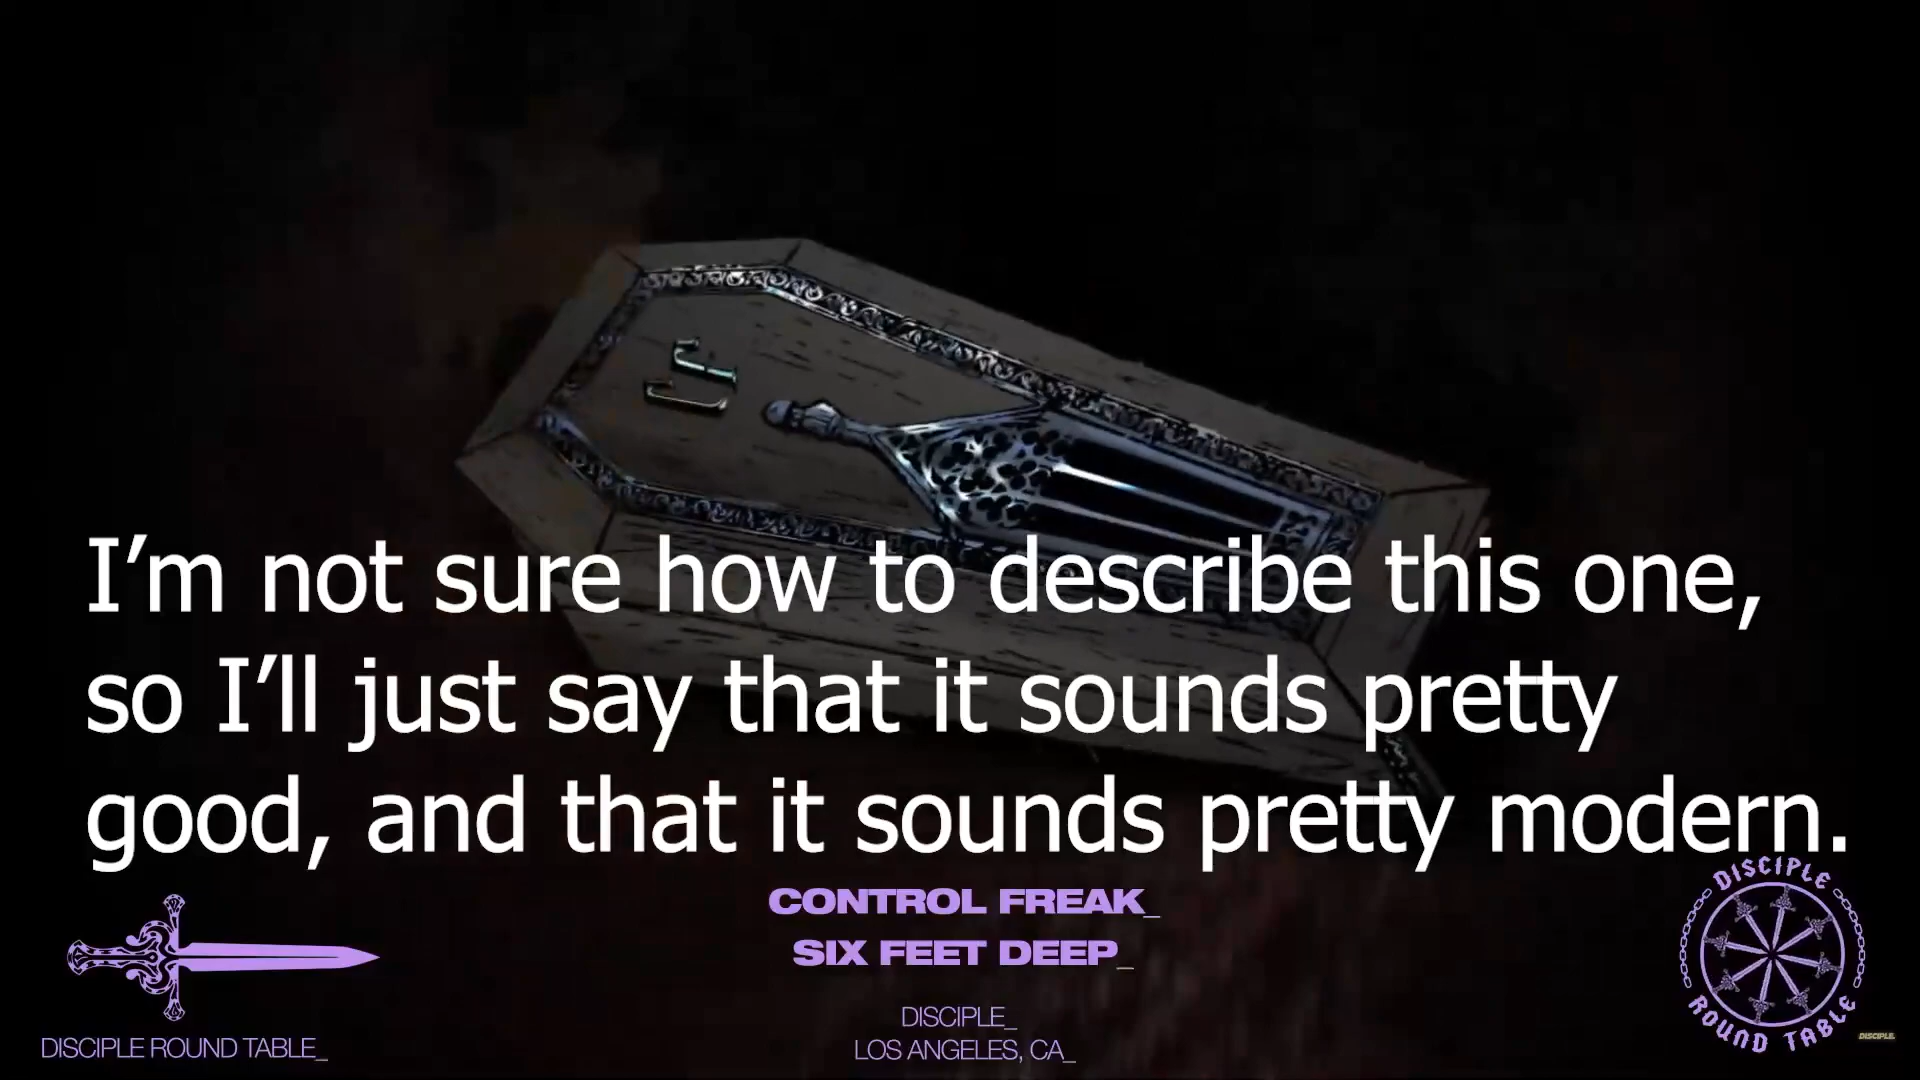 CF
I’m not sure how to describe this one,
so I’ll just say that it sounds pretty
good, and that it sounds pretty modern.
CONTROL FREAK_
SIX FEET DEEP_
DISCIPLE_
LOS ANGELES, CA_
DISCIPLE ROUND TABLE_
DISCIPLE
ROUND TABLE
DISCIPLE.